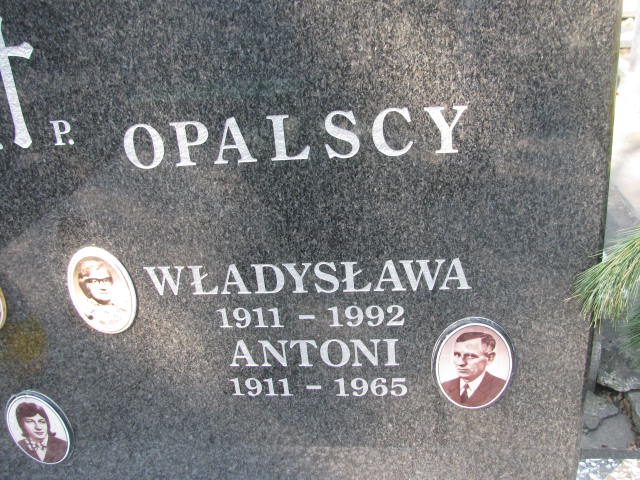 P. OPALSCY
WŁADYSŁAWA
1911 – 1992
ANTONI
1911 – 1965